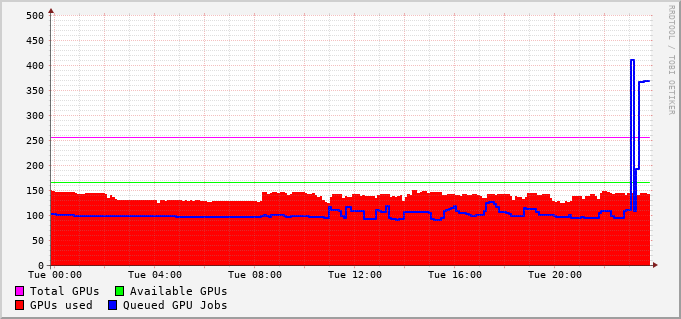 500
450
400
350
300
250
200
150
100
50
0
Tue 00:00 Tue 04:00 Tue 08:00 Tue 12:00 Tue 16:00 Tue 20:00
Total GPUs Available GPUs
GPUs used Queued GPU Jobs
RRDTOOL / TOBI OETIKER